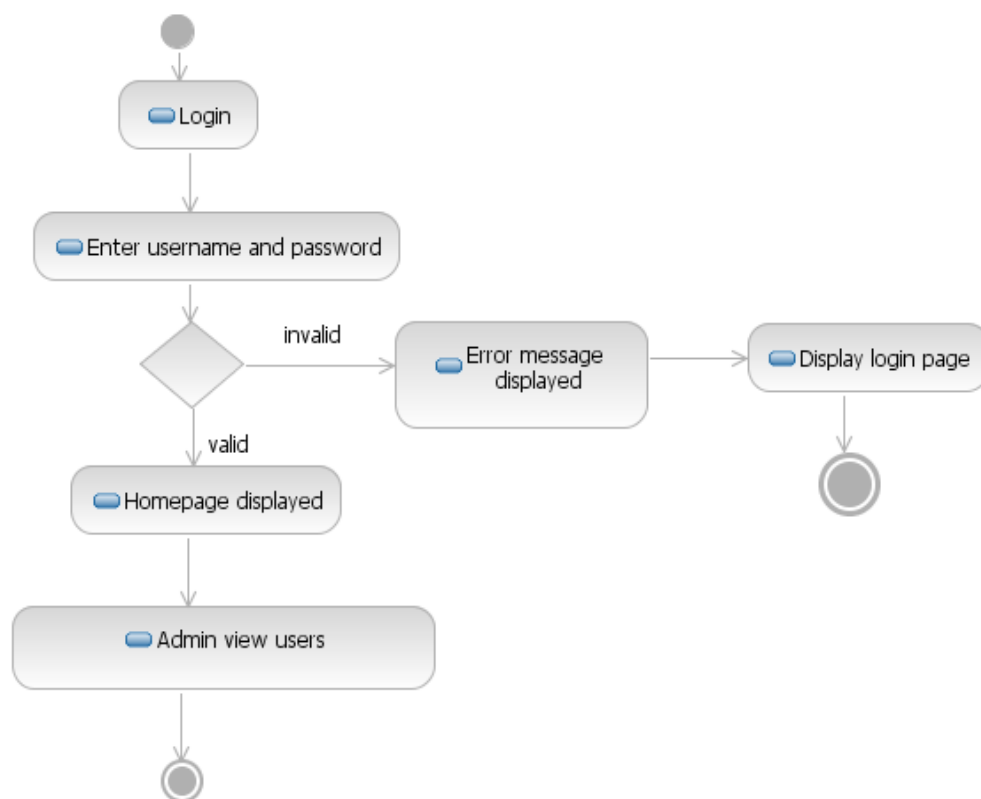 Login
Enter username and password
invalid
Error message
displayed
Display login page
valid
Homepage displayed
Admin view users